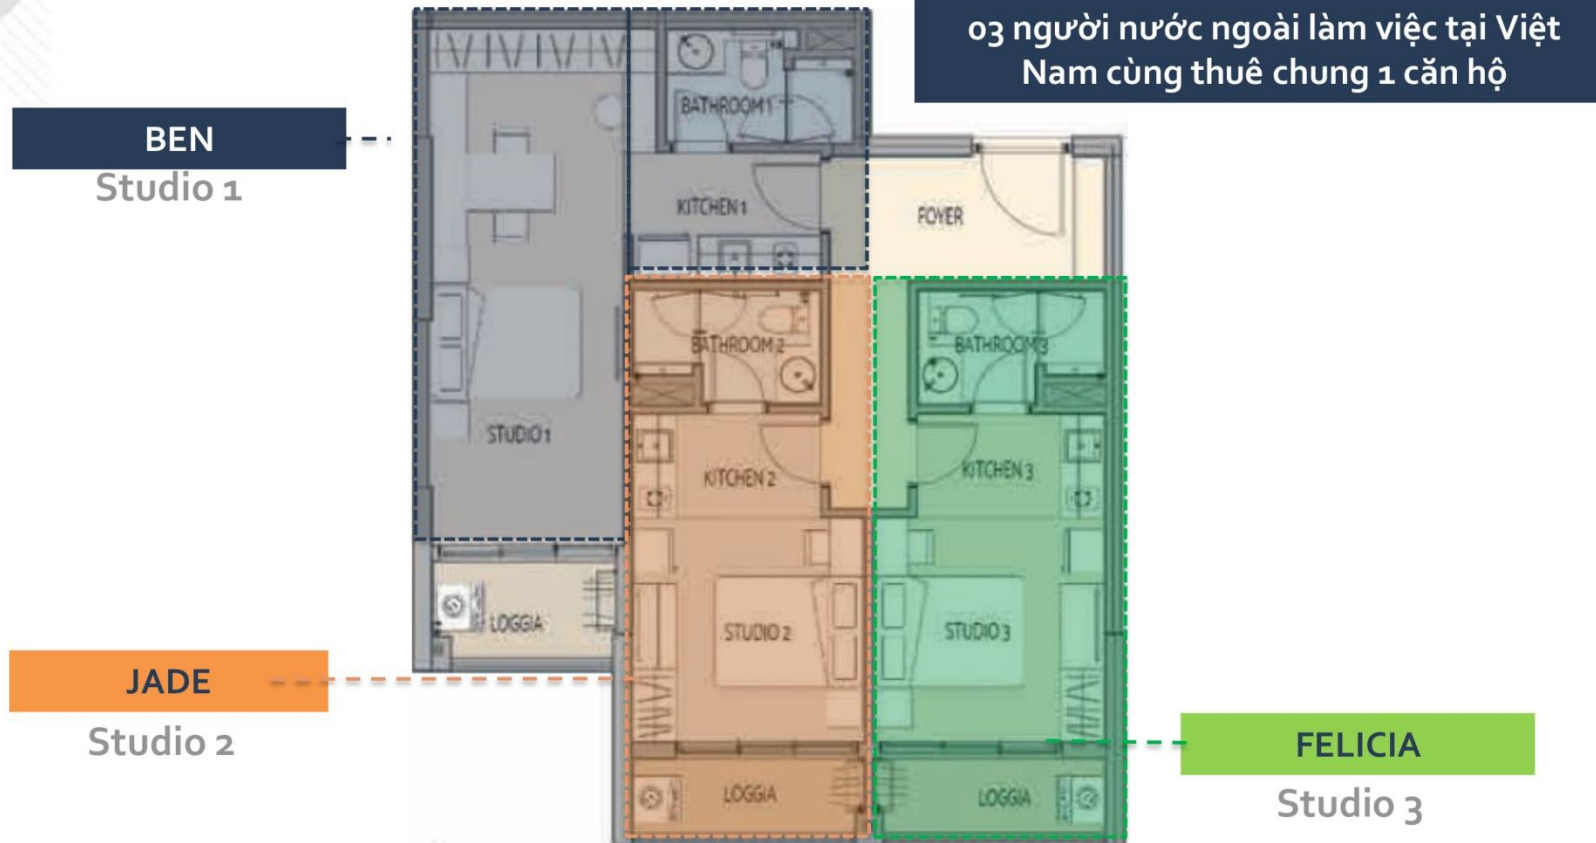 03 người nước ngoài làm việc tại Việt
Nam cùng thuê chung 1 căn hộ
BEN
Studio 1
BATHROOM 1
KITCHEN 1
FOYER
BATHROOM 2
BATHROOM 3
STUDIO 1
KITCHEN 2
KITCHEN 3
LOGGIA
STUDIO 2
STUDIO 3
JADE
Studio 2
FELICIA
Studio 3
LOGGIA
LOGGIA